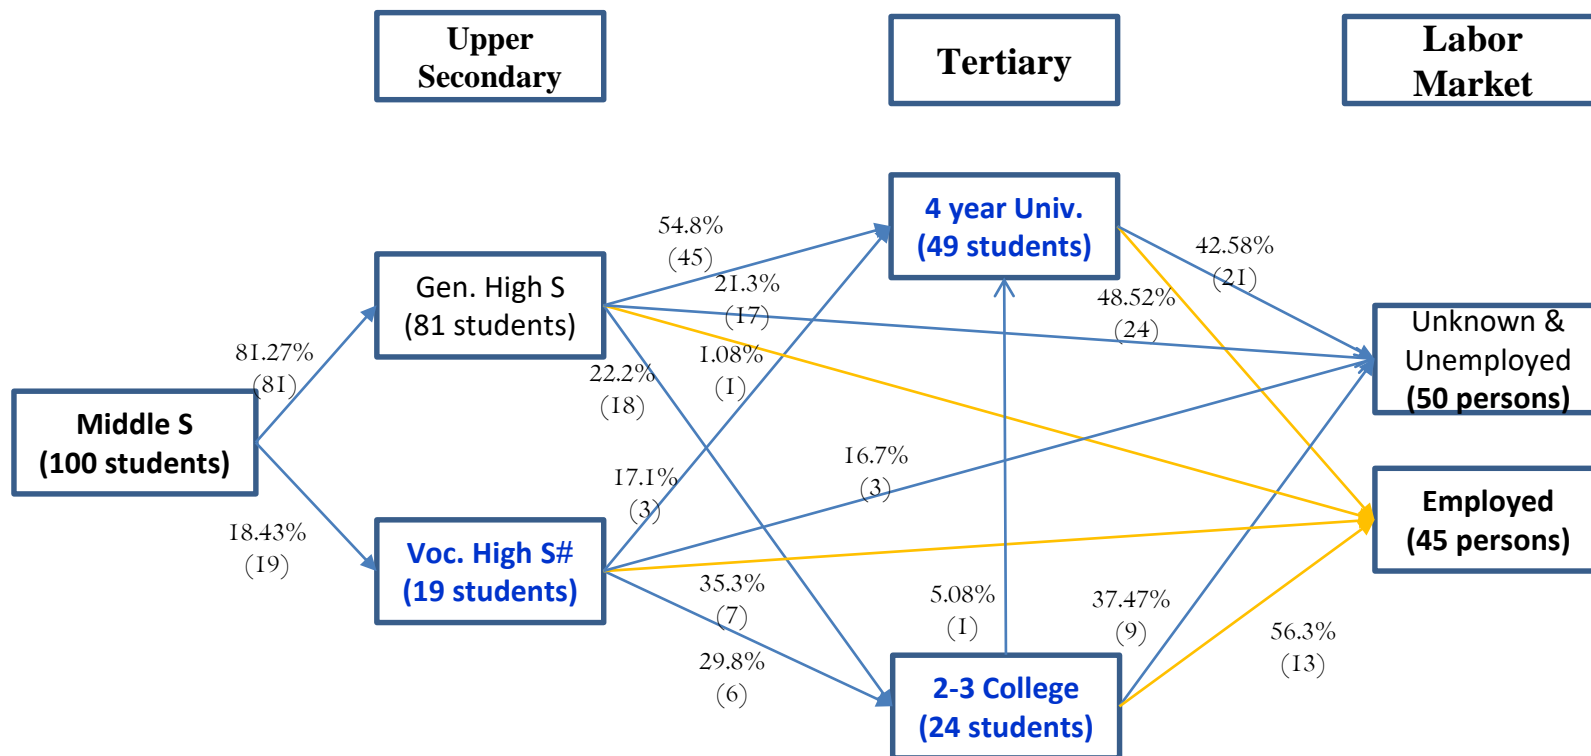 Upper
Secondary
Tertiary
Labor
Market
Middle S
(100 students)
81.27%
(81)
18.43%
(19)
Gen. High S
(81 students)
Voc. High S#
(19 students)
54.8%
(45)
21.3%
(17)
1.08%
(1)
22.2%
(18)
17.1%
(3)
16.7%
(3)
35.3%
(7)
29.8%
(6)
4 year Univ.
(49 students)
2-3 College
(24 students)
5.08%
(1)
42.58%
(21)
48.52%
(24)
37.47%
(9)
56.3%
(13)
Unknown &
Unemployed
(50 persons)
Employed
(45 persons)